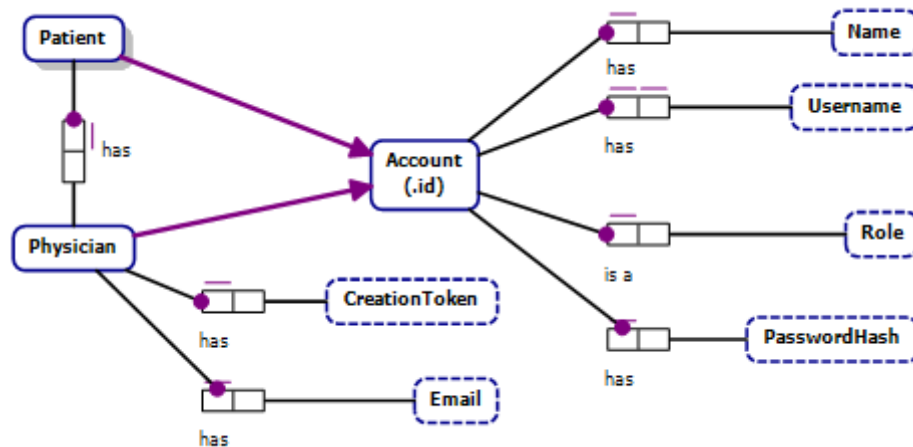 Patient
Name
has
Username
has
has
Account
(.id)
Physician
Role
is a
CreationToken
has
PasswordHash
has
Email
has